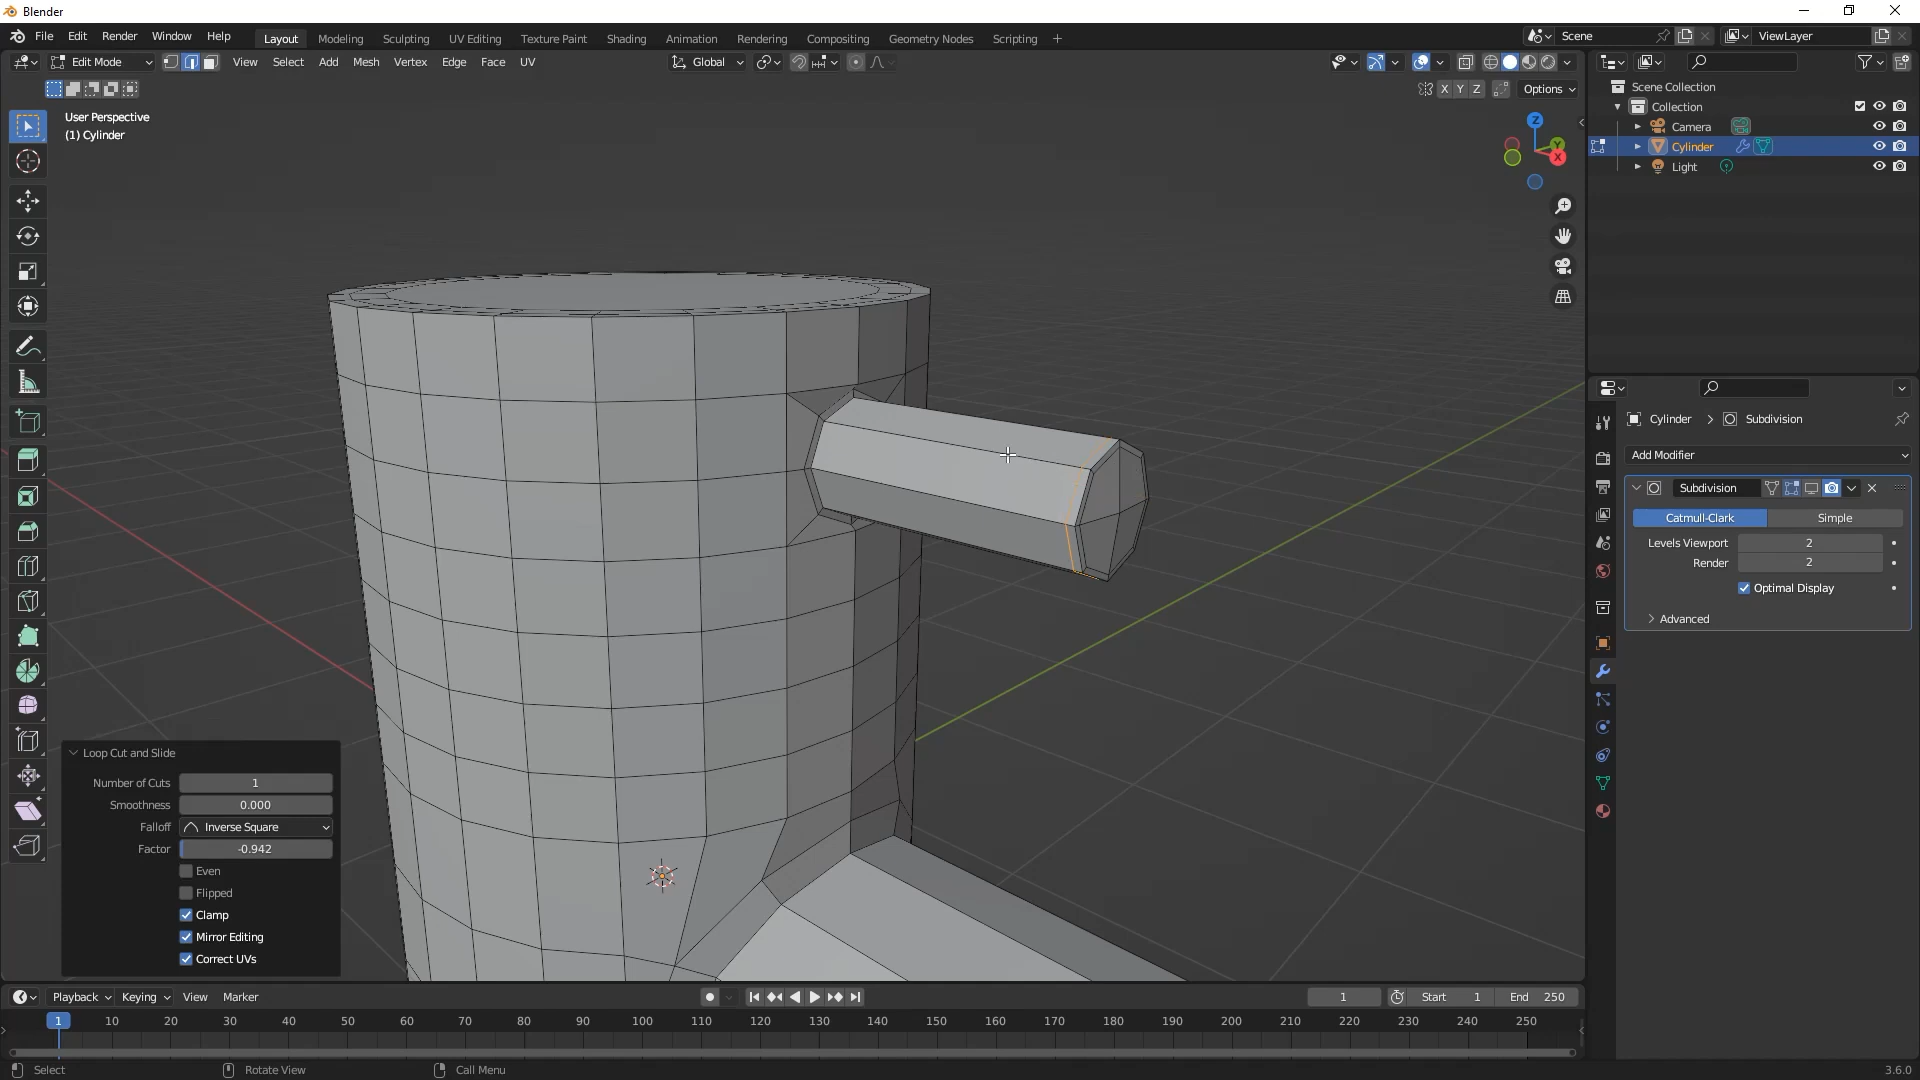 Blender
File Edit Render Window Help
Layout Modeling Sculpting UV Editing Texture Paint Shading Animation Rendering Compositing Geometry Nodes Scripting +
Scene
ViewLayer
Edit Mode
View Select Add Mesh Vertex Edge Face UV
Global
X Y Z
Options
User Perspective
(1) Cylinder
Z
Y
X
Scene Collection
Collection
Camera
Cylinder
Light
Cylinder > Subdivision
Add Modifier
Subdivision
Catmull-Clark Simple
Levels Viewport 2
Render 2
Optimal Display
Advanced
Loop Cut and Slide
Number of Cuts 1
Smoothness 0.000
Falloff Inverse Square
Factor -0.942
Even
Flipped
Clamp
Mirror Editing
Correct UVs
Playback Keying View Marker
1
Start 1 End 250
1 10 20 30 40 50 60 70 80 90 100 110 120 130 140 150 160 170 180 190 200 210 220 230 240 250
Select Rotate View Call Menu
3.6.0